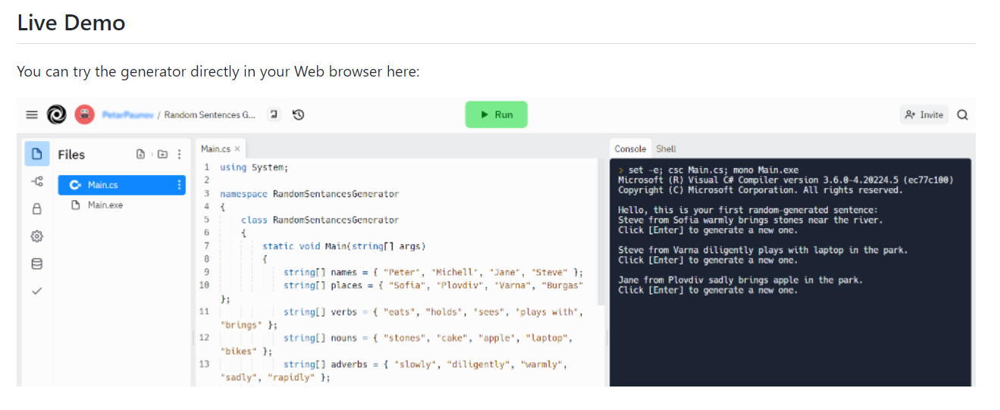 Live Demo
You can try the generator directly in your Web browser here:
/ Random Sentences G...
Run
Invite
Files
Main.cs
Main.exe
Main.cs ×
1 using System;
2
3 namespace RandomSentancesGenerator
4 {
5 class RandomSentancesGenerator
6 {
7 static void Main(string[] args)
8 {
9 string[] names = { "Peter", "Michell", "Jane", "Steve" };
10 string[] places = { "Sofia", "Plovdiv", "Varna", "Burgas"
};
11 string[] verbs = { "eats", "holds", "sees", "plays with",
"brings" };
12 string[] nouns = { "stones", "cake", "apple", "laptop",
"bikes" };
13 string[] adverbs = { "slowly", "diligently", "warmly",
"sadly", "rapidly" };
Console Shell
> set -e; csc Main.cs; mono Main.exe
Microsoft (R) Visual C# Compiler version 3.6.0-4.20224.5 (ec77c100)
Copyright (C) Microsoft Corporation. All rights reserved.
Hello, this is your first random-generated sentence:
Steve from Sofia warmly brings stones near the river.
Click [Enter] to generate a new one.
Steve from Varna diligently plays with laptop in the park.
Click [Enter] to generate a new one.
Jane from Plovdiv sadly brings apple in the park.
Click [Enter] to generate a new one.